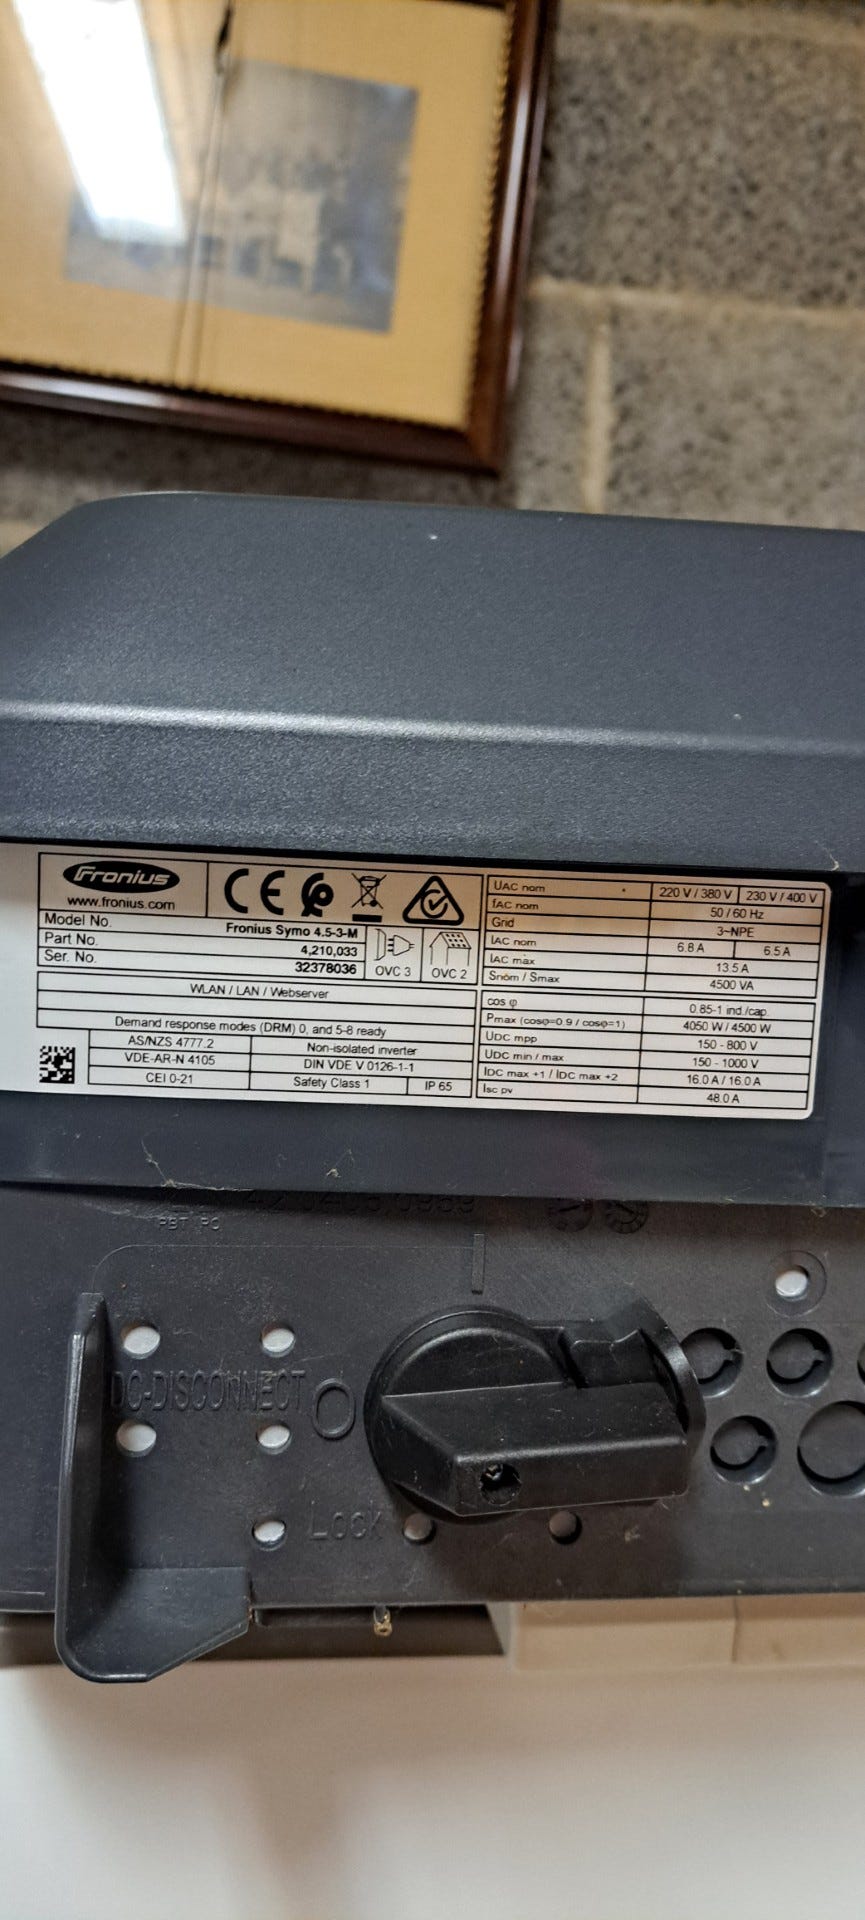 Fronius
www.fronius.com
CE
Model No. Fronius Symo 4.5-3-M
Part No. 4,210,033
Ser. No. 32378036
OVC 3 OVC 2
WLAN / LAN / Webserver
Demand response modes (DRM) 0, and 5-8 ready
AS/NZS 4777.2 Non-isolated inverter
VDE-AR-N 4105 DIN VDE V 0126-1-1
CEI 0-21 Safety Class 1 IP 65
UAC nom 220 V / 380 V 230 V / 400 V
fAC nom 50 / 60 Hz
Grid 3~NPE
IAC nom 6.8 A 6.5 A
IAC max 13.5 A
Snom / Smax 4500 VA
cos φ 0.85-1 ind./cap.
Pmax (cosφ=0.9 / cosφ=1) 4050 W / 4500 W
UDC mpp 150 - 800 V
UDC min / max 150 - 1000 V
IDC max +1 / IDC max +2 16.0 A / 16.0 A
Isc pv 48.0 A
DC-DISCONNECT
O
Lock